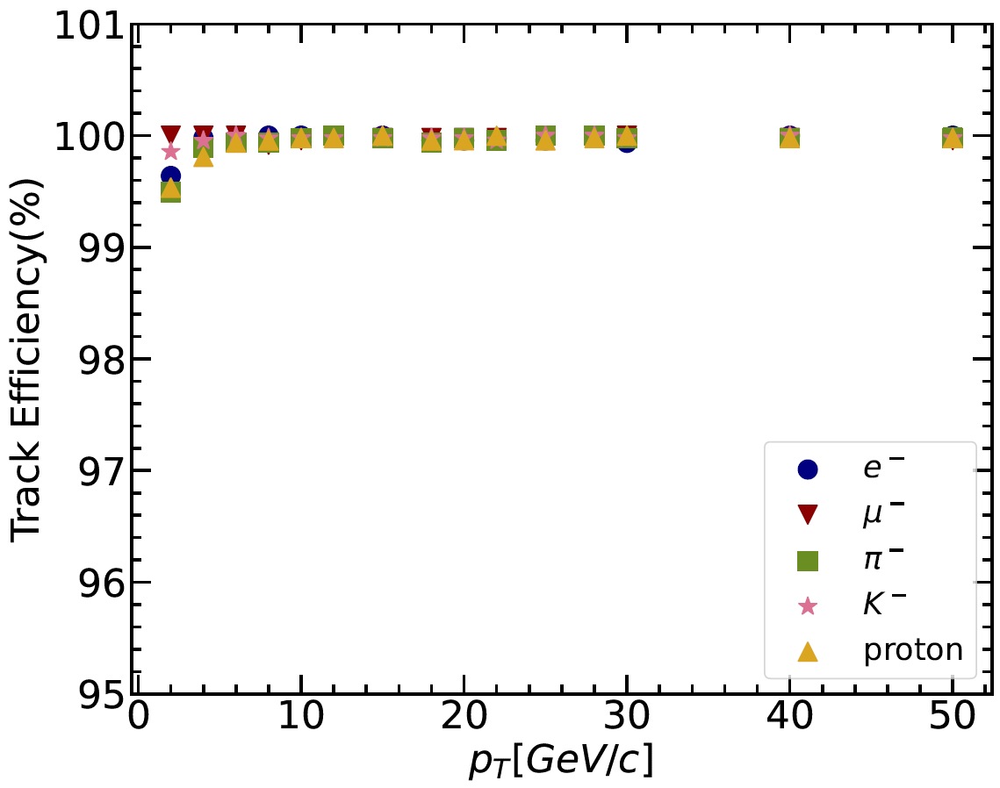 Track Efficiency(%)
101
100
99
98
97
96
95
e⁻
μ⁻
π⁻
K⁻
proton
0 10 20 30 40 50
p_T[GeV/c]